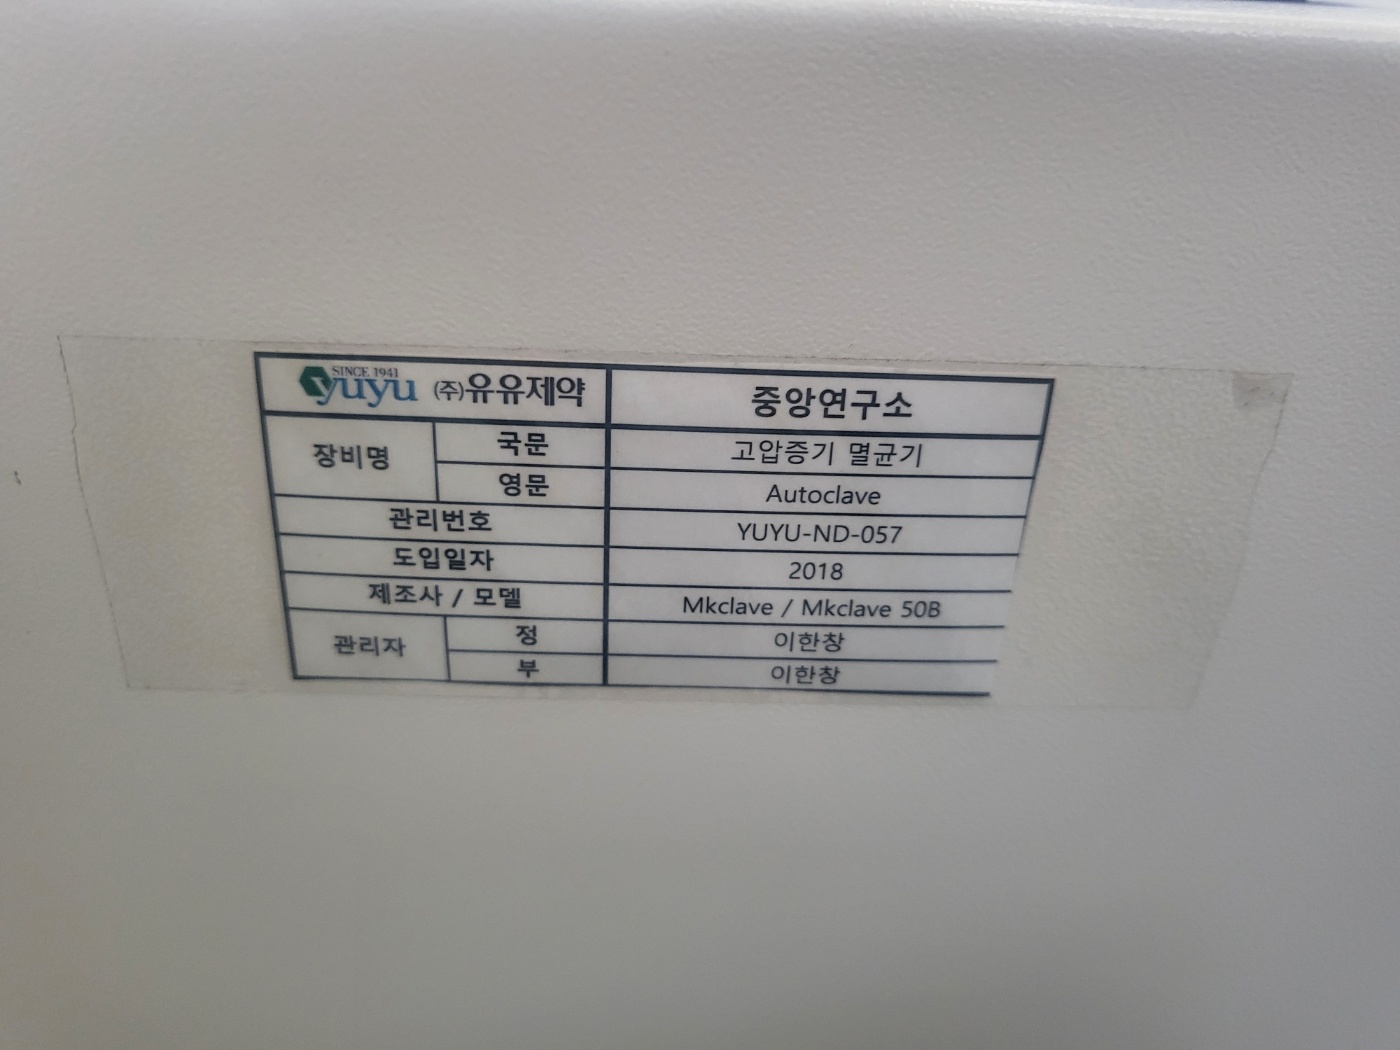 SINCE 1941
yuyu (주)유유제약 중앙연구소
장비명 국문 고압증기 멸균기
영문 Autoclave
관리번호 YUYU-ND-057
도입일자 2018
제조사 / 모델 Mkclave / Mkclave 50B
관리자 정 이한창
부 이한창